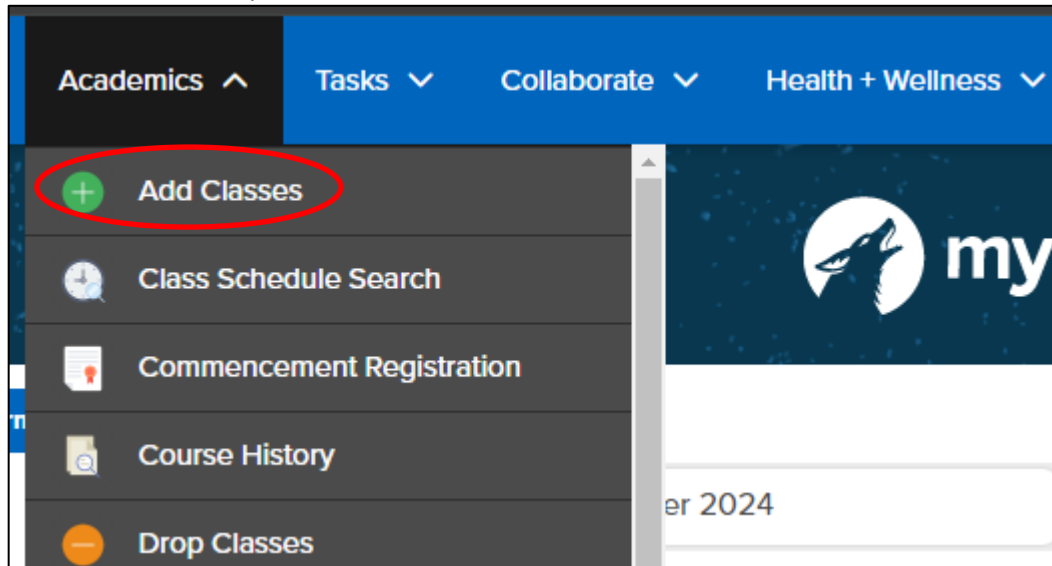 Academics Tasks Collaborate Health + Wellness
Add Classes
my
Class Schedule Search
Commencement Registration
Course History
er 2024
Drop Classes